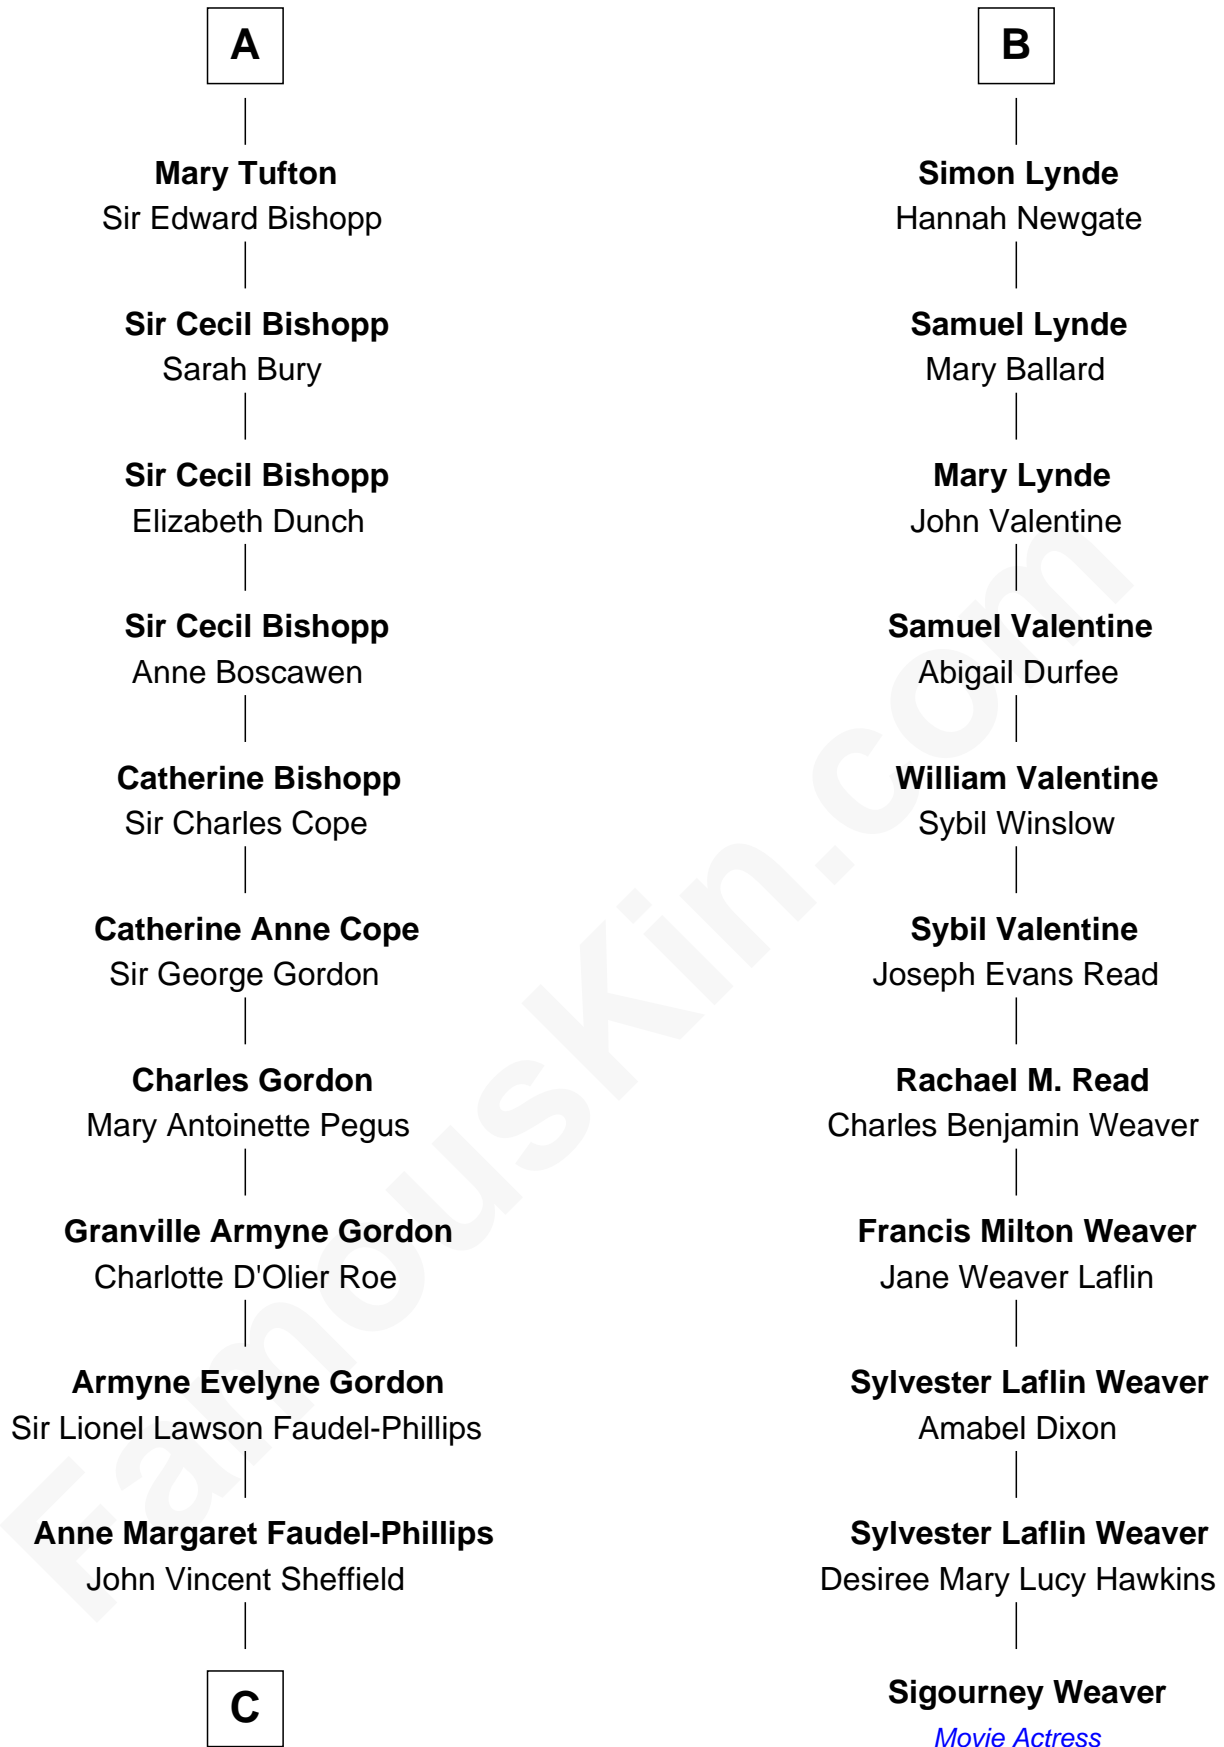 A
Mary Tufton
Sir Edward Bishopp
Sir Cecil Bishopp
Sarah Bury
Sir Cecil Bishopp
Elizabeth Dunch
Sir Cecil Bishopp
Anne Boscawen
Catherine Bishopp
Sir Charles Cope
Catherine Anne Cope
Sir George Gordon
Charles Gordon
Mary Antoinette Pegus
Granville Armyne Gordon
Charlotte D'Olier Roe
Armyne Evelyne Gordon
Sir Lionel Lawson Faudel-Phillips
Anne Margaret Faudel-Phillips
John Vincent Sheffield
C
B
Simon Lynde
Hannah Newgate
Samuel Lynde
Mary Ballard
Mary Lynde
John Valentine
Samuel Valentine
Abigail Durfee
William Valentine
Sybil Winslow
Sybil Valentine
Joseph Evans Read
Rachael M. Read
Charles Benjamin Weaver
Francis Milton Weaver
Jane Weaver Laflin
Sylvester Laflin Weaver
Amabel Dixon
Sylvester Laflin Weaver
Desiree Mary Lucy Hawkins
Sigourney Weaver
Movie Actress
FamousKin.com